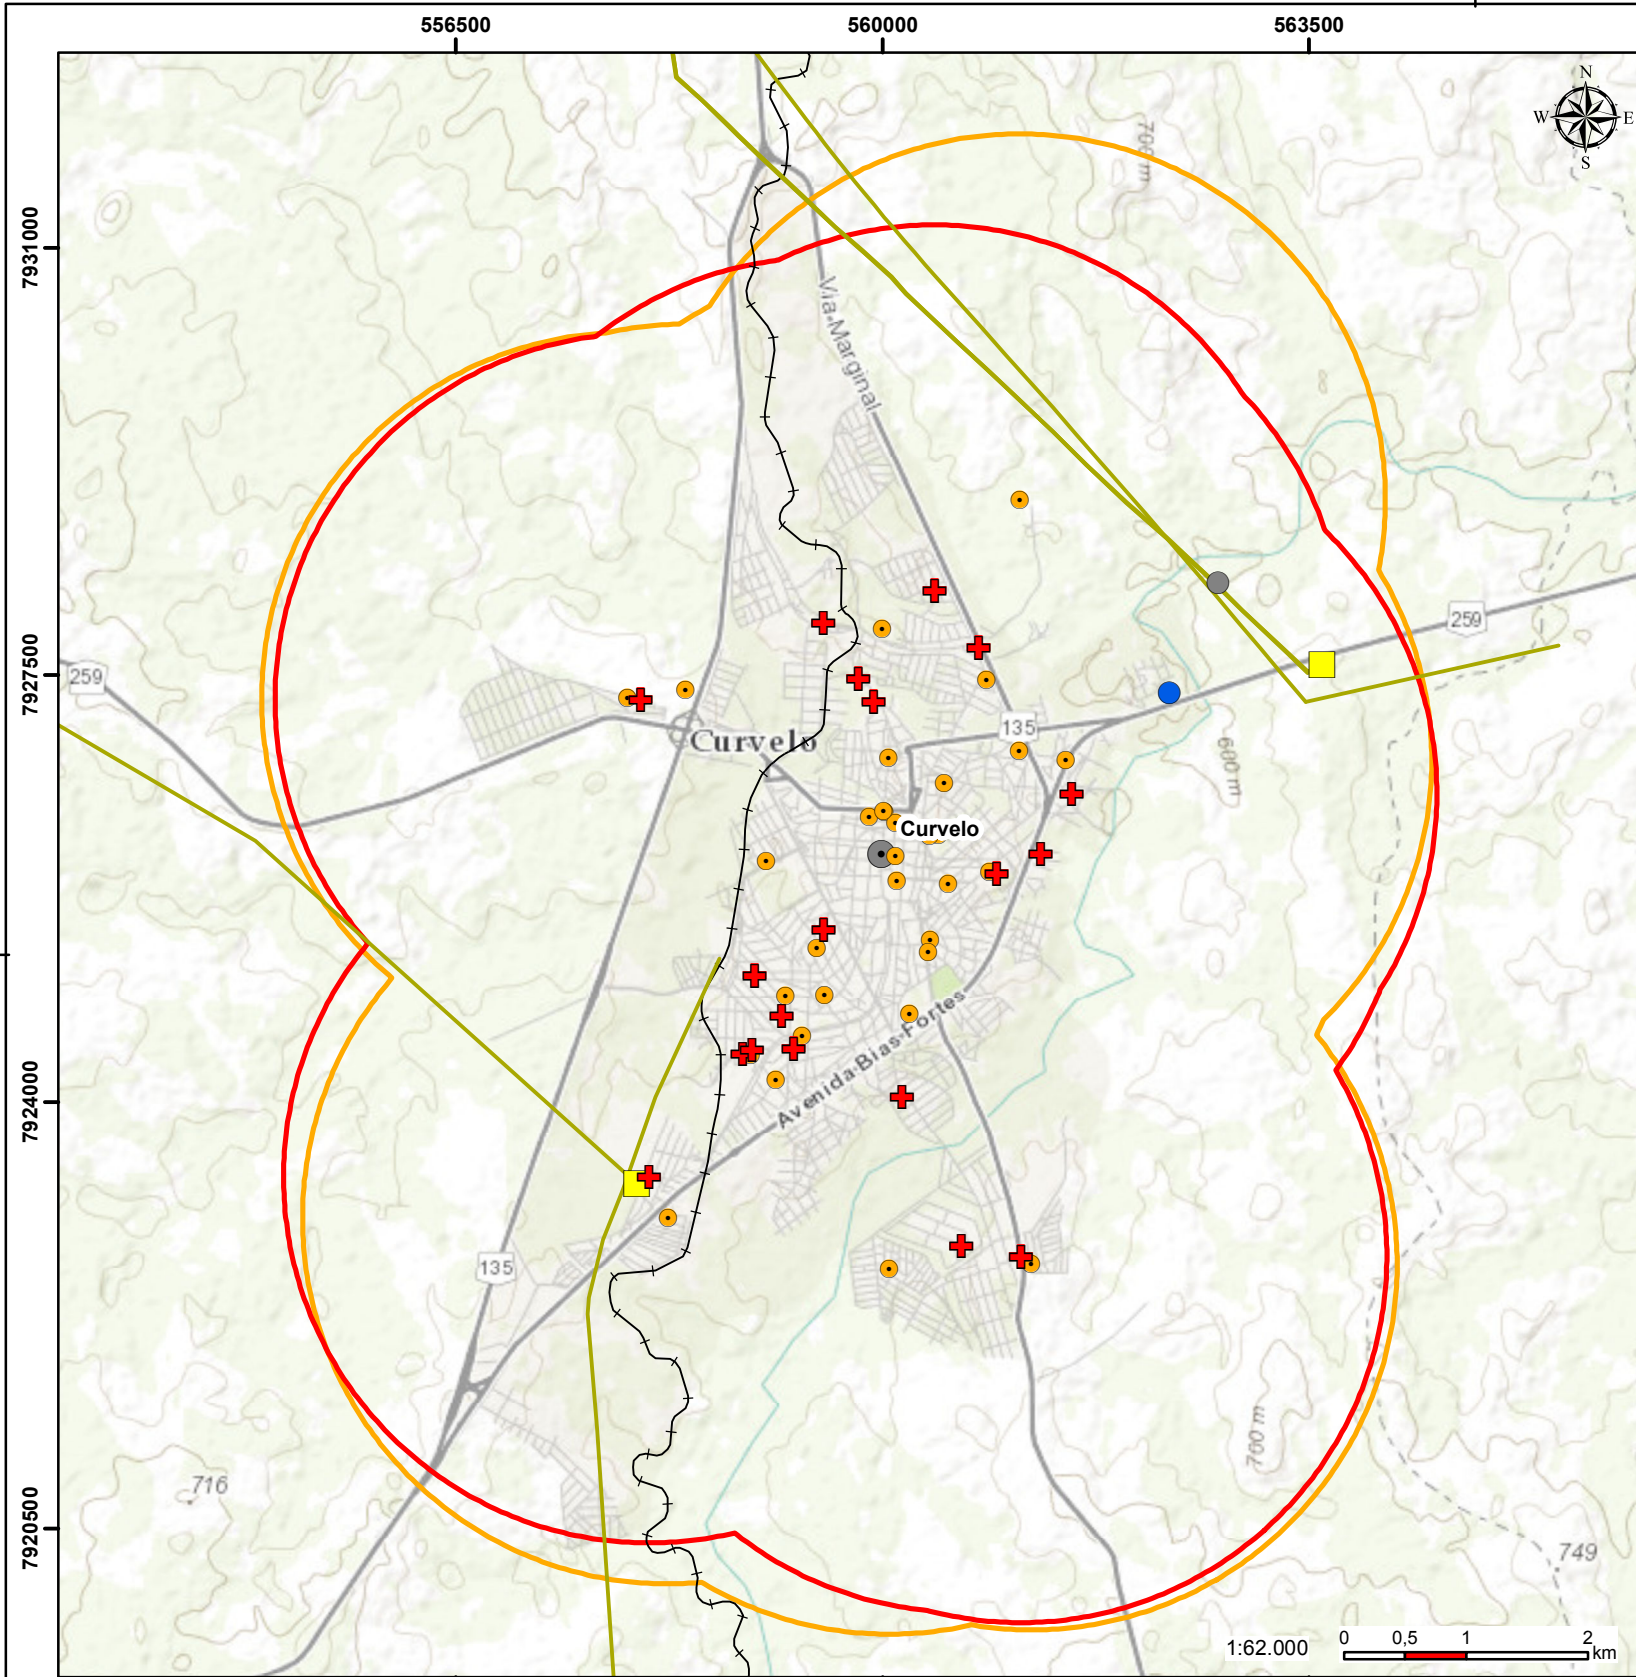 556500 560000 563500
N
W E
S
700 m
7931000
Via Marginal
259
7927500
259
135
Curvelo
600 m
Curvelo
Avenida Bias Fortes
7924000
135
700 m
716
7920500
749
1:62.000
0 0,5 1 2
km